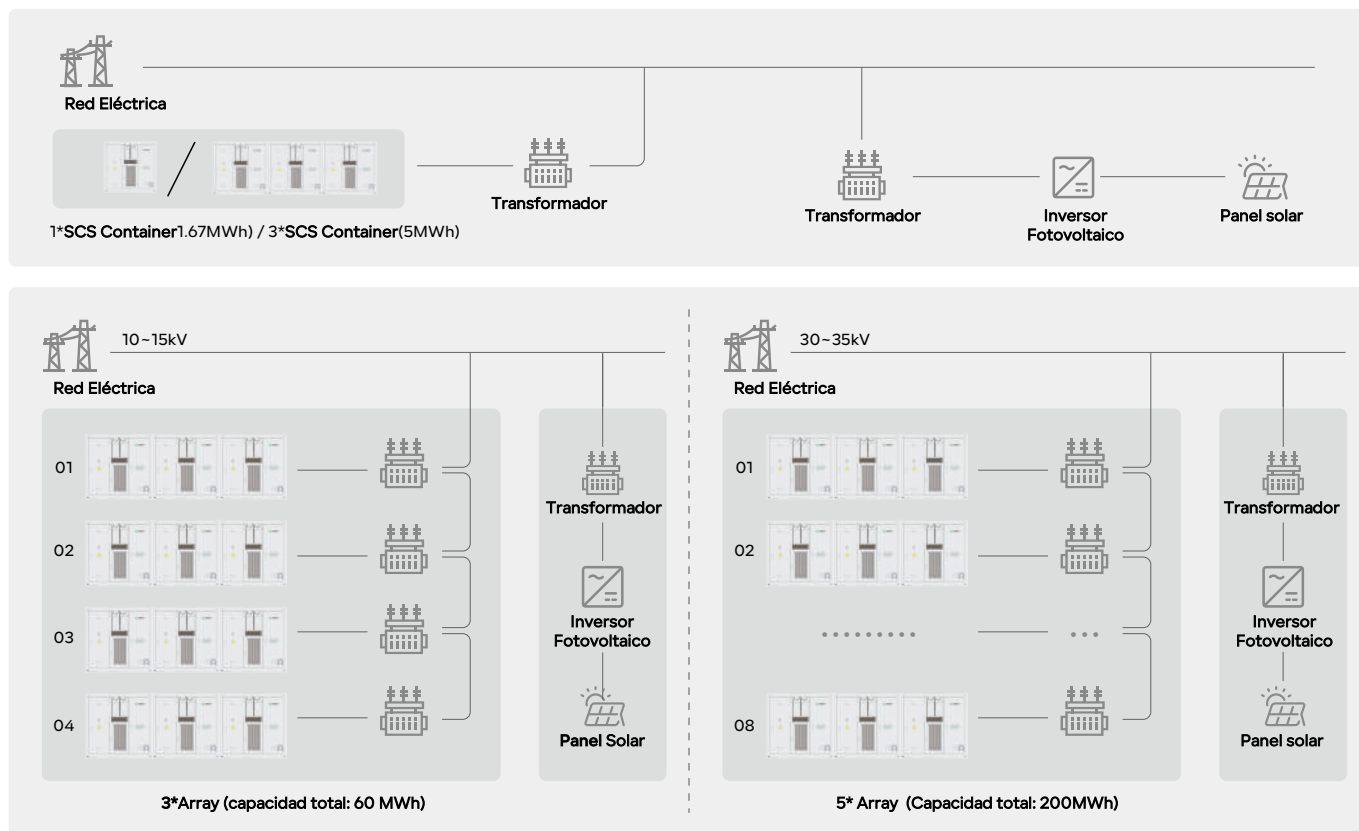 Red Eléctrica
Transformador
1*SCS Container1.67MWh) / 3*SCS Container(5MWh)
Transformador
Inversor
Fotovoltaico
Panel solar
10~15kV
Red Eléctrica
01
02
03
04
Transformador
Inversor
Fotovoltaico
Panel Solar
3*Array (capacidad total: 60 MWh)
30~35kV
Red Eléctrica
01
02
08
Transformador
Inversor
Fotovoltaico
Panel solar
5* Array (Capacidad total: 200MWh)